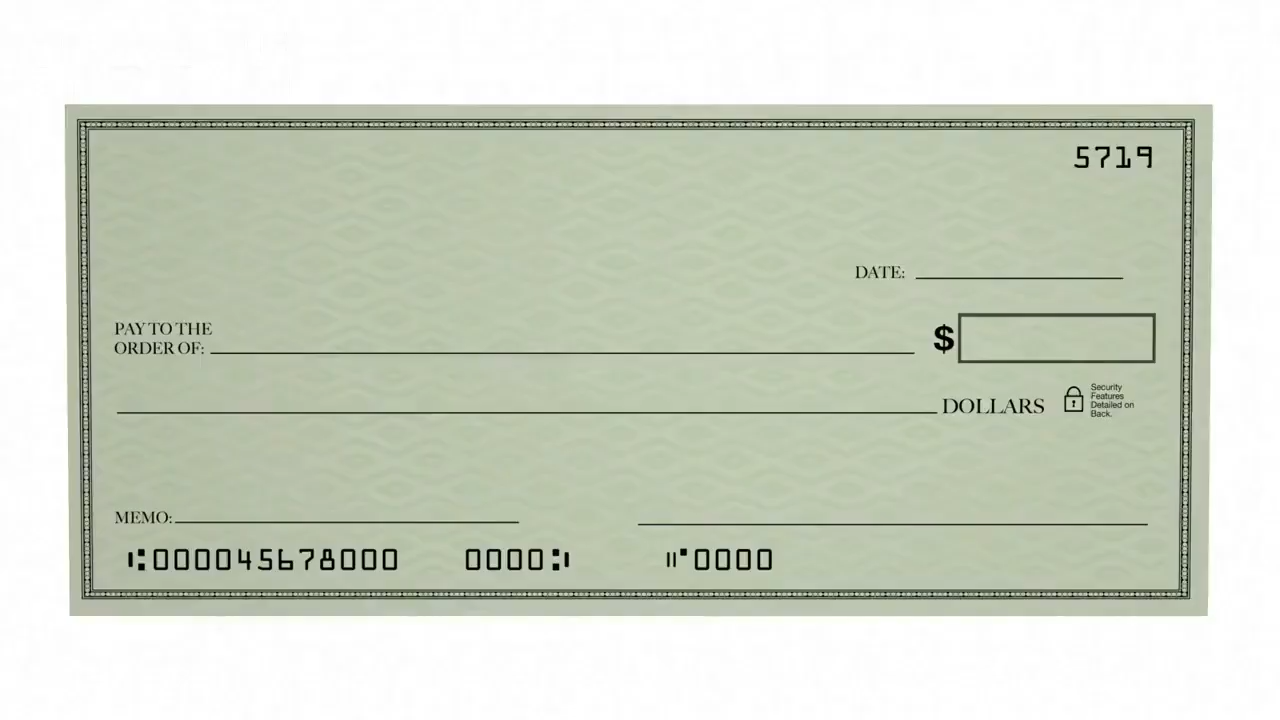 5719
DATE:
PAY TO THE
ORDER OF:
$
DOLLARS
Security
Features
Detailed on
Back.
MEMO:
⑆000045678000 0000⑆ ⑈0000